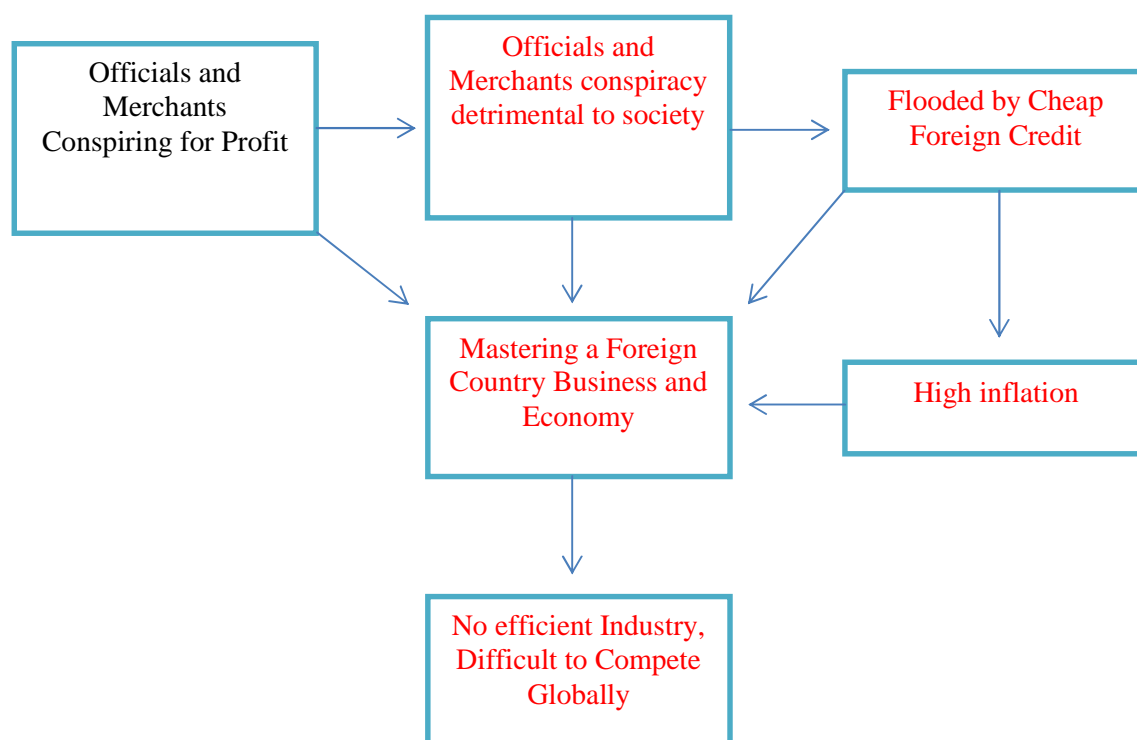 Officials and
Merchants
Conspiring for Profit
Officials and
Merchants conspiracy
detrimental to society
Flooded by Cheap
Foreign Credit
Mastering a Foreign
Country Business and
Economy
High inflation
No efficient Industry,
Difficult to Compete
Globally